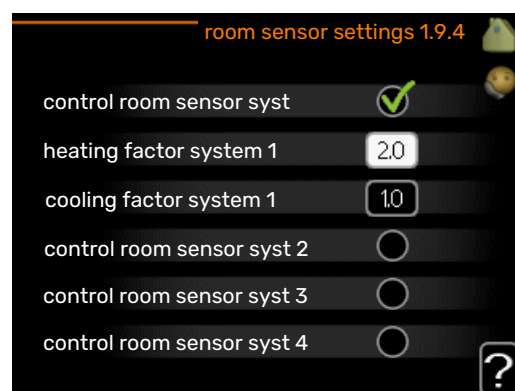 room sensor settings 1.9.4
control room sensor syst
heating factor system 1 2.0
cooling factor system 1 1.0
control room sensor syst 2
control room sensor syst 3
control room sensor syst 4
?